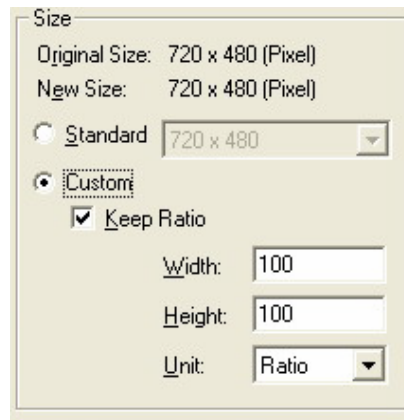 Size
Original Size: 720 x 480 (Pixel)
New Size: 720 x 480 (Pixel)
Standard 720 x 480
Custom
Keep Ratio
Width: 100
Height: 100
Unit: Ratio